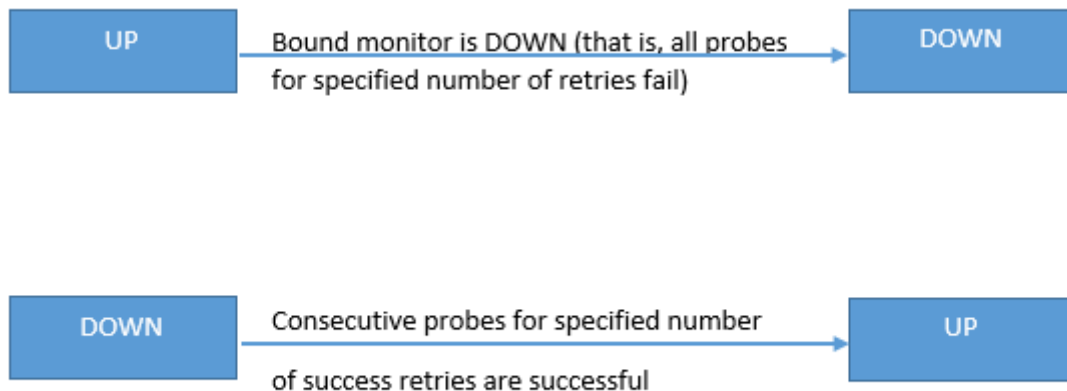 UP
Bound monitor is DOWN (that is, all probes
for specified number of retries fail)
DOWN
DOWN
Consecutive probes for specified number
of success retries are successful
UP